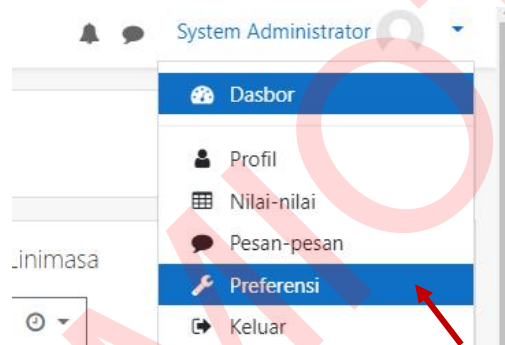 System Administrator
Dasbor
Profil
Nilai-nilai
Pesan-pesan
Linimasa
Preferensi
Keluar